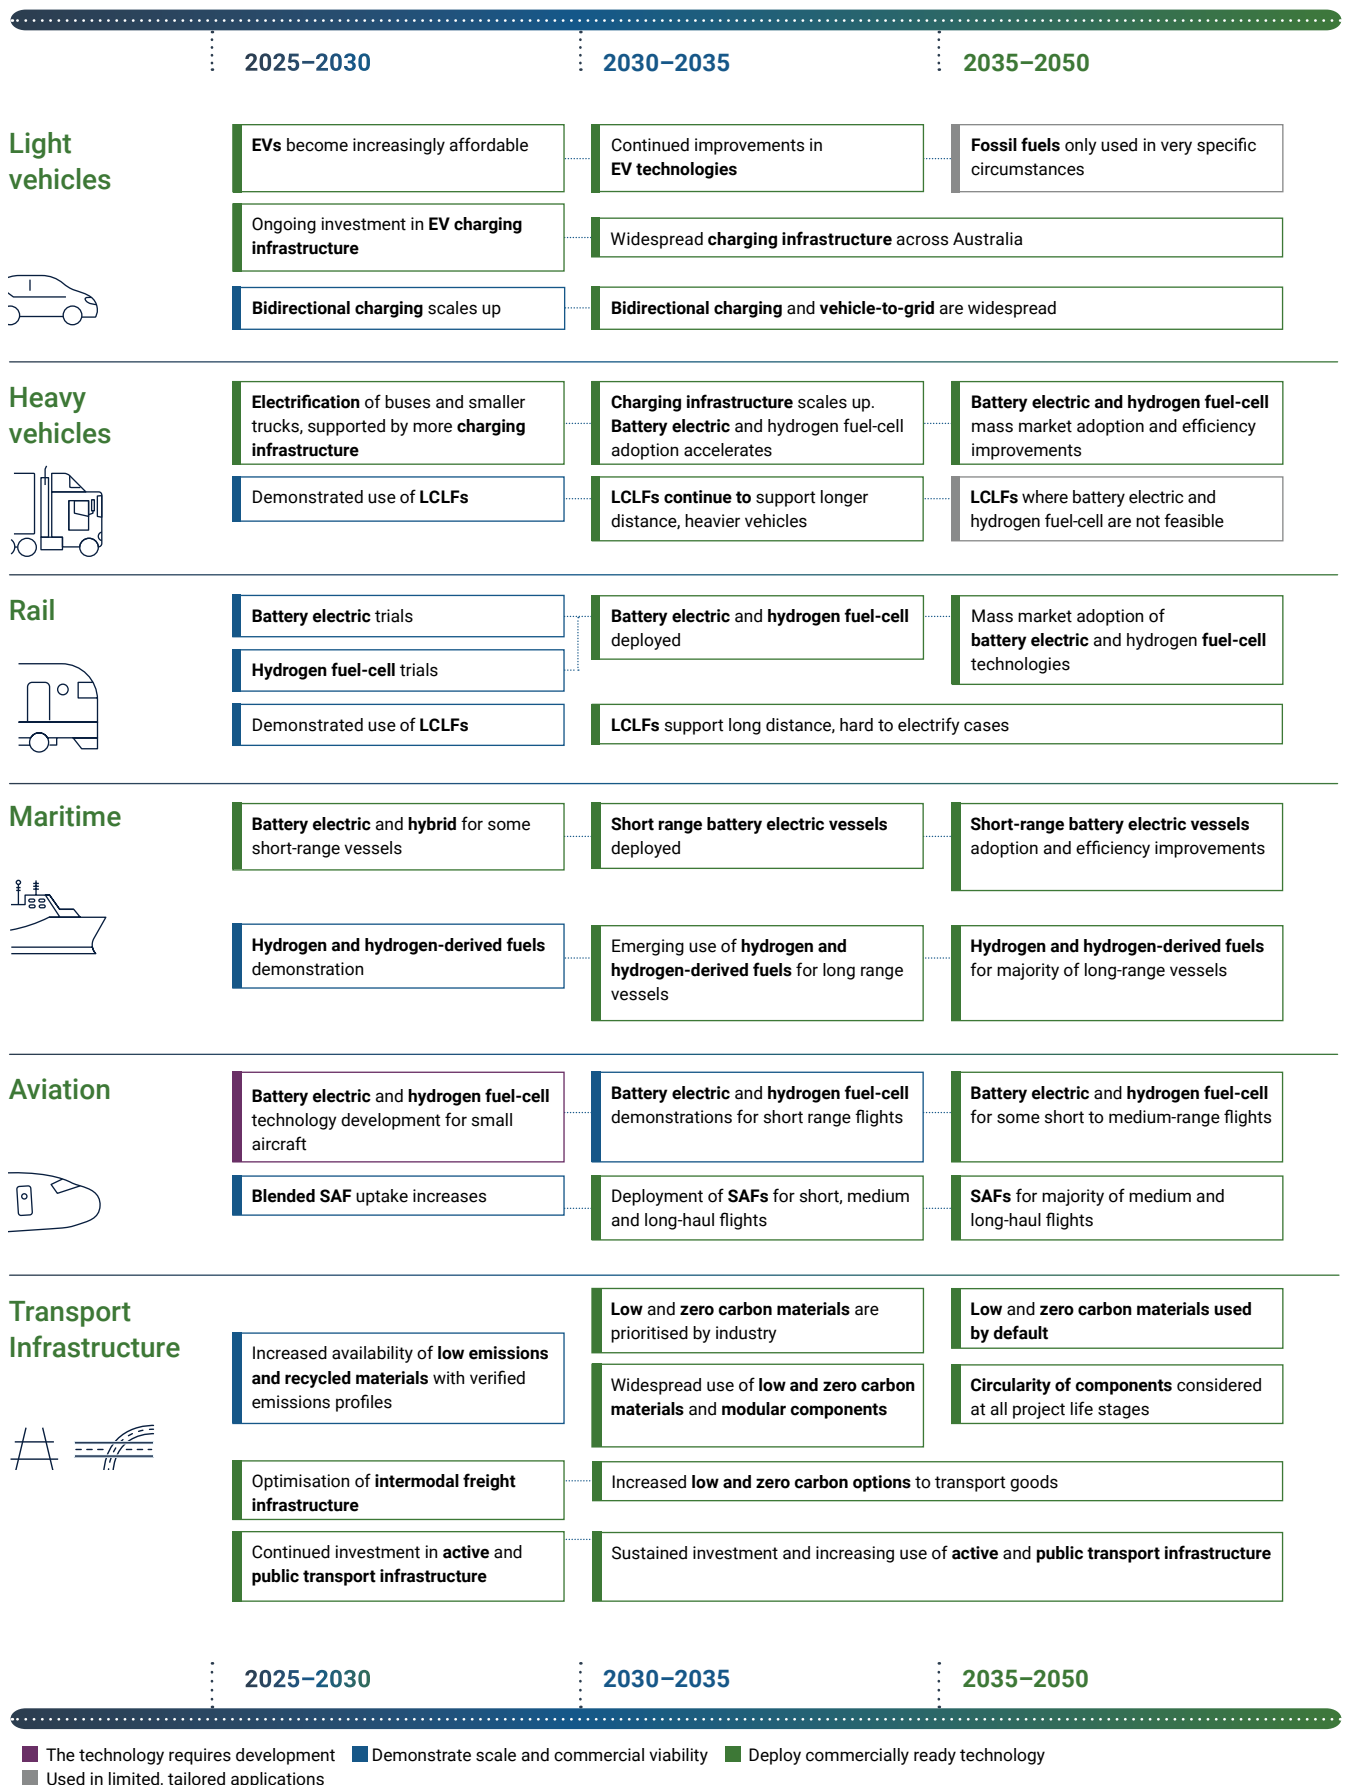 2025–2030
2030–2035
2035–2050
Light
vehicles
EVs become increasingly affordable
Continued improvements in
EV technologies
Fossil fuels only used in very specific
circumstances
Ongoing investment in EV charging
infrastructure
Widespread charging infrastructure across Australia
Bidirectional charging scales up
Bidirectional charging and vehicle-to-grid are widespread
Heavy
vehicles
Electrification of buses and smaller
trucks, supported by more charging
infrastructure
Charging infrastructure scales up.
Battery electric and hydrogen fuel-cell
adoption accelerates
Battery electric and hydrogen fuel-cell
mass market adoption and efficiency
improvements
Demonstrated use of LCLFs
LCLFs continue to support longer
distance, heavier vehicles
LCLFs where battery electric and
hydrogen fuel-cell are not feasible
Rail
Battery electric trials
Hydrogen fuel-cell trials
Battery electric and hydrogen fuel-cell
deployed
Mass market adoption of
battery electric and hydrogen fuel-cell
technologies
Demonstrated use of LCLFs
LCLFs support long distance, hard to electrify cases
Maritime
Battery electric and hybrid for some
short-range vessels
Short range battery electric vessels
deployed
Short-range battery electric vessels
adoption and efficiency improvements
Hydrogen and hydrogen-derived fuels
demonstration
Emerging use of hydrogen and
hydrogen-derived fuels for long range
vessels
Hydrogen and hydrogen-derived fuels
for majority of long-range vessels
Aviation
Battery electric and hydrogen fuel-cell
technology development for small
aircraft
Battery electric and hydrogen fuel-cell
demonstrations for short range flights
Battery electric and hydrogen fuel-cell
for some short to medium-range flights
Blended SAF uptake increases
Deployment of SAFs for short, medium
and long-haul flights
SAFs for majority of medium and
long-haul flights
Transport
Infrastructure
Increased availability of low emissions
and recycled materials with verified
emissions profiles
Low and zero carbon materials are
prioritised by industry
Low and zero carbon materials used
by default
Widespread use of low and zero carbon
materials and modular components
Circularity of components considered
at all project life stages
Optimisation of intermodal freight
infrastructure
Increased low and zero carbon options to transport goods
Continued investment in active and
public transport infrastructure
Sustained investment and increasing use of active and public transport infrastructure
2025–2030
2030–2035
2035–2050
The technology requires development
Demonstrate scale and commercial viability
Deploy commercially ready technology
Used in limited, tailored applications